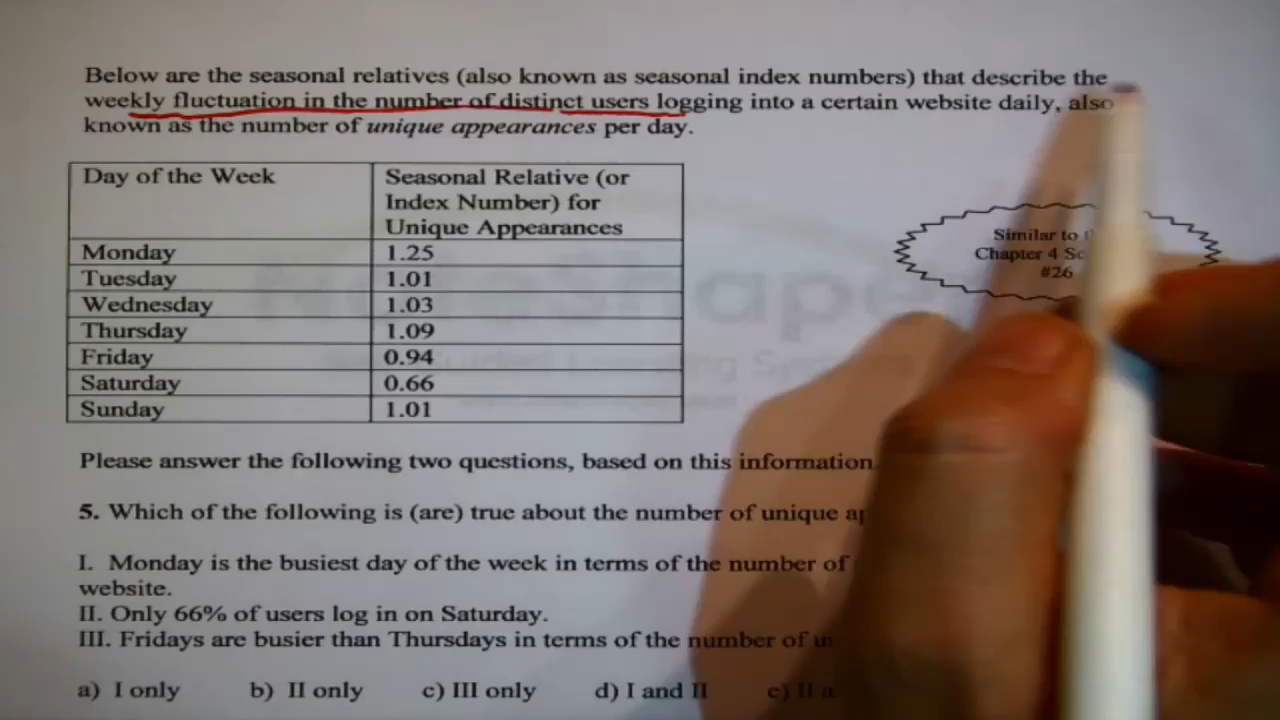 Below are the seasonal relatives (also known as seasonal index numbers) that describe the
weekly fluctuation in the number of distinct users logging into a certain website daily, also
known as the number of unique appearances per day.
Day of the Week
Seasonal Relative (or
Index Number) for
Unique Appearances
Monday 1.25
Tuesday 1.01
Wednesday 1.03
Thursday 1.09
Friday 0.94
Saturday 0.66
Sunday 1.01
Similar to
Chapter 4
#26
Please answer the following two questions, based on this information.
5. Which of the following is (are) true about the number of unique
I. Monday is the busiest day of the week in terms of the number of
website.
II. Only 66% of users log in on Saturday.
III. Fridays are busier than Thursdays in terms of the number of
a) I only b) II only c) III only d) I and II e) II